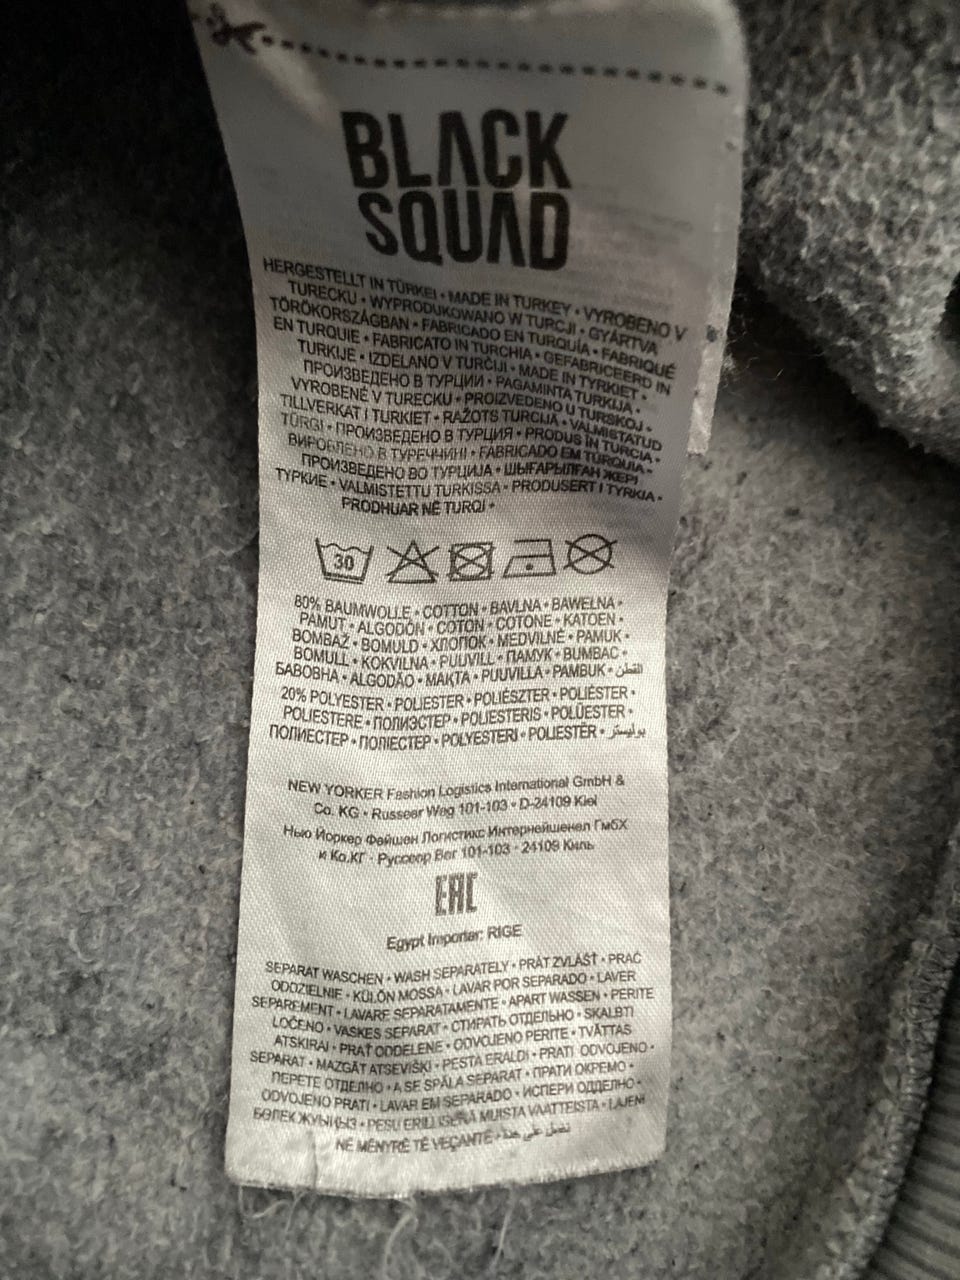 BLACK
SQUAD
HERGESTELLT IN TÜRKEI • MADE IN TURKEY • VYROBENO V
TURECKU • WYPRODUKOWANO W TURCJI • GYÁRTVA
TÖRÖKORSZÁGBAN • FABRICADO EN TURQUÍA • FABRIQUÉ
EN TURQUIE • FABRICATO IN TURCHIA • GEFABRICEERD IN
TURKIJE • IZDELANO V TURČIJI • MADE IN TYRKIET •
ПРОИЗВЕДЕНО В ТУРЦИИ • PAGAMINTA TURKIJA •
VYROBENÉ V TURECKU • PROIZVEDENO U TURSKOJ •
TILLVERKAT I TURKIET • RAŽOTS TURCIJĀ • VALMISTATUD
TÜRGI • ПРОИЗВЕДЕНО В ТУРЦИЯ • PRODUS ÎN TURCIA •
ВИРОБЛЕНО В ТУРЕЧЧИНІ • FABRICADO EM TURQUIA •
ПРОИЗВЕДЕНО ВО ТУРЦИЈА • ШЫҒАРЫЛҒАН ЖЕРІ
ТҮРКИЕ • VALMISTETTU TURKISSA • PRODUSERT I TYRKIA •
PRODHUAR NË TURQI •
30
80% BAUMWOLLE • COTTON • BAVLNA • BAWEŁNA •
PAMUT • ALGODÓN • COTON • COTONE • KATOEN •
BOMBAŽ • BOMULD • ХЛОПОК • MEDVILNĖ • PAMUK •
BOMULL • KOKVILNA • PUUVILL • ПАМУК • BUMBAC •
БАВОВНА • ALGODÃO • МАҚТА • PUUVILLA • PAMBUK • القطن
20% POLYESTER • POLIESTER • POLIÉSZTER • POLIÉSTER •
POLIESTERE • ПОЛИЭСТЕР • POLIESTERIS • POLÜESTER •
ПОЛИЕСТЕР • ПОЛІЕСТЕР • POLYESTERI • POLIESTER • بوليستر
NEW YORKER Fashion Logistics International GmbH &
Co. KG • Russeer Weg 101-103 • D-24109 Kiel
Нью Йоркер Фейшен Логистикс Интернейшенел ГмбХ
и Ко.КГ · Руссеер Вег 101-103 · 24109 Киль
EAC
Egypt Importer: RIGE
SEPARAT WASCHEN • WASH SEPARATELY • PRÁT ZVLÁŠŤ • PRAĆ
ODDZIELNIE • KÜLÖN MOSSA • LAVAR POR SEPARADO • LAVER
SEPAREMENT • LAVARE SEPARATAMENTE • APART WASSEN • PERITE
LOČENO • VASKES SEPARAT • СТИРАТЬ ОТДЕЛЬНО • SKALBTI
ATSKIRAI • PRAŤ ODDELENE • ODVOJENO PERITE • TVÄTTAS
SEPARAT • MAZGĀT ATSEVIŠĶI • PESTA ERALDI • PRATI ODVOJENO •
ПЕРЕТЕ ОТДЕЛНО • A SE SPĂLA SEPARAT • ПРАТИ ОКРЕМО •
ODVOJENO PRATI • LAVAR EM SEPARADO • ИСПЕРИ ОДДЕЛНО •
БӨЛЕК ЖУЫҢЫЗ • PESU ERILLISENÄ MUISTA VAATTEISTA • LAJENI
NË MËNYRË TË VEÇANTË •